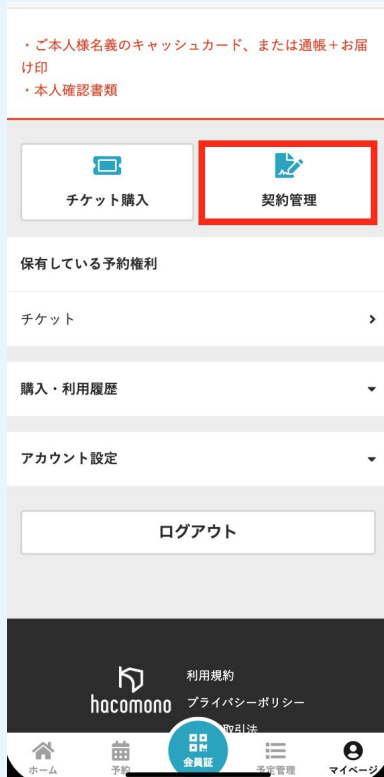 ・ご本人様名義のキャッシュカード、または通帳＋お届
け印
・本人確認書類
チケット購入
契約管理
保有している予約権利
チケット
購入・利用履歴
アカウント設定
ログアウト
hacomono
利用規約
プライバシーポリシー
取引法
ホーム
予約
会員証
予定管理
マイページ